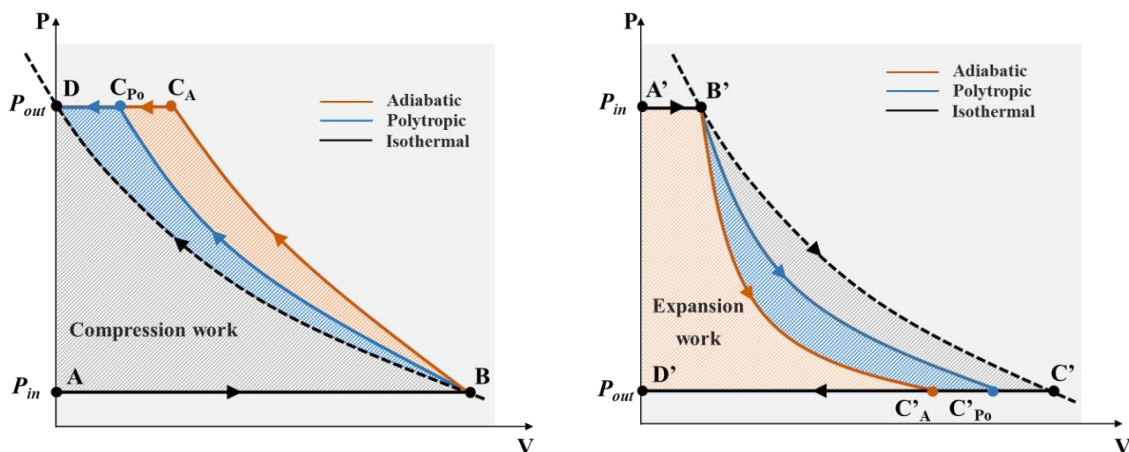 P
D
C_Po
C_A
P_out
Adiabatic
Polytropic
Isothermal
Compression work
P_in
A
B
V
P
P_in
A’
B’
Adiabatic
Polytropic
Isothermal
Expansion
work
P_out
D’
C’
C’_A
C’_Po
V